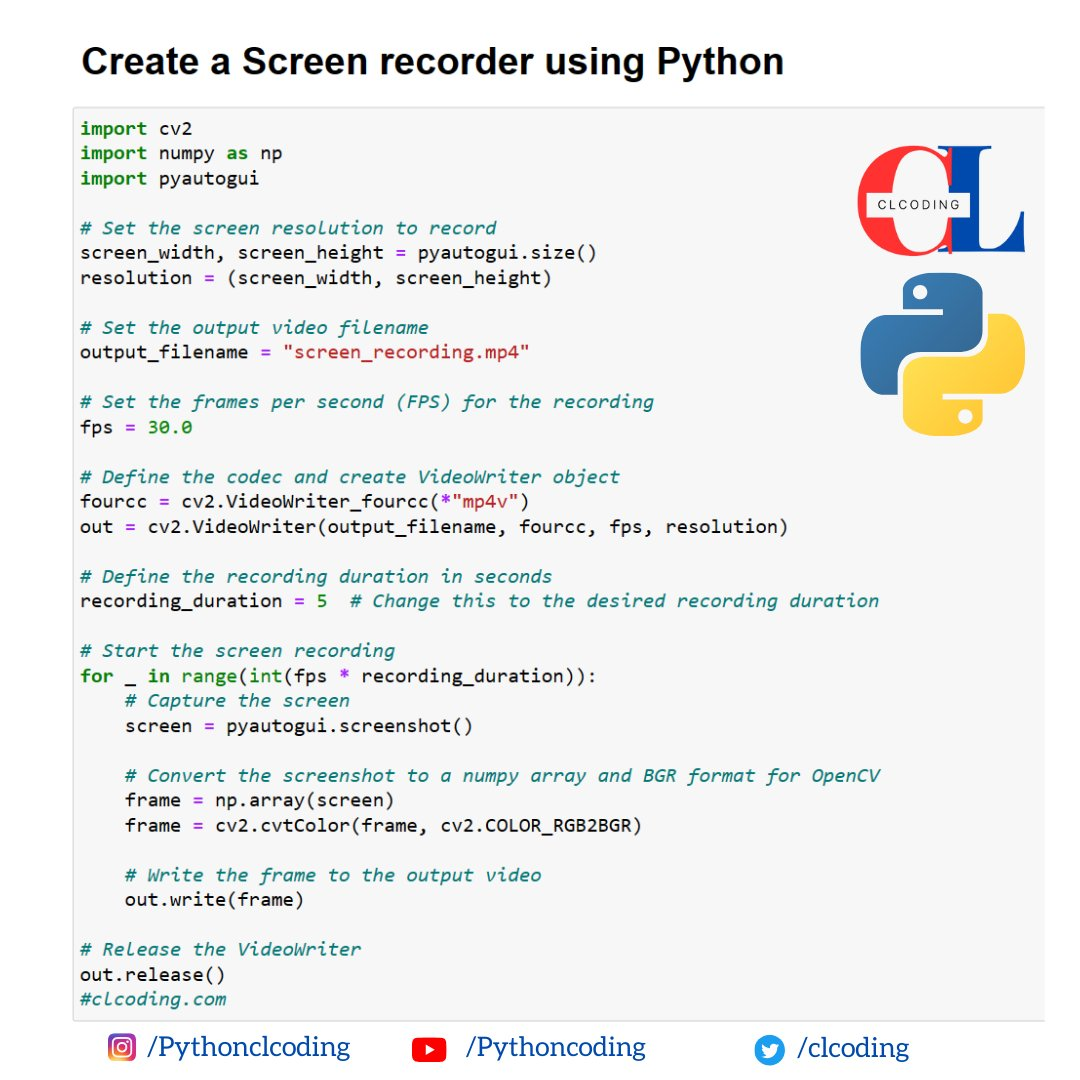 Create a Screen recorder using Python
import cv2
import numpy as np
import pyautogui
CL
CLCODING
# Set the screen resolution to record
screen_width, screen_height = pyautogui.size()
resolution = (screen_width, screen_height)
# Set the output video filename
output_filename = "screen_recording.mp4"
# Set the frames per second (FPS) for the recording
fps = 30.0
# Define the codec and create VideoWriter object
fourcc = cv2.VideoWriter_fourcc(*"mp4v")
out = cv2.VideoWriter(output_filename, fourcc, fps, resolution)
# Define the recording duration in seconds
recording_duration = 5  # Change this to the desired recording duration
# Start the screen recording
for _ in range(int(fps * recording_duration)):
    # Capture the screen
    screen = pyautogui.screenshot()
    # Convert the screenshot to a numpy array and BGR format for OpenCV
    frame = np.array(screen)
    frame = cv2.cvtColor(frame, cv2.COLOR_RGB2BGR)
    # Write the frame to the output video
    out.write(frame)
# Release the VideoWriter
out.release()
#clcoding.com
/Pythonclcoding /Pythoncoding /clcoding